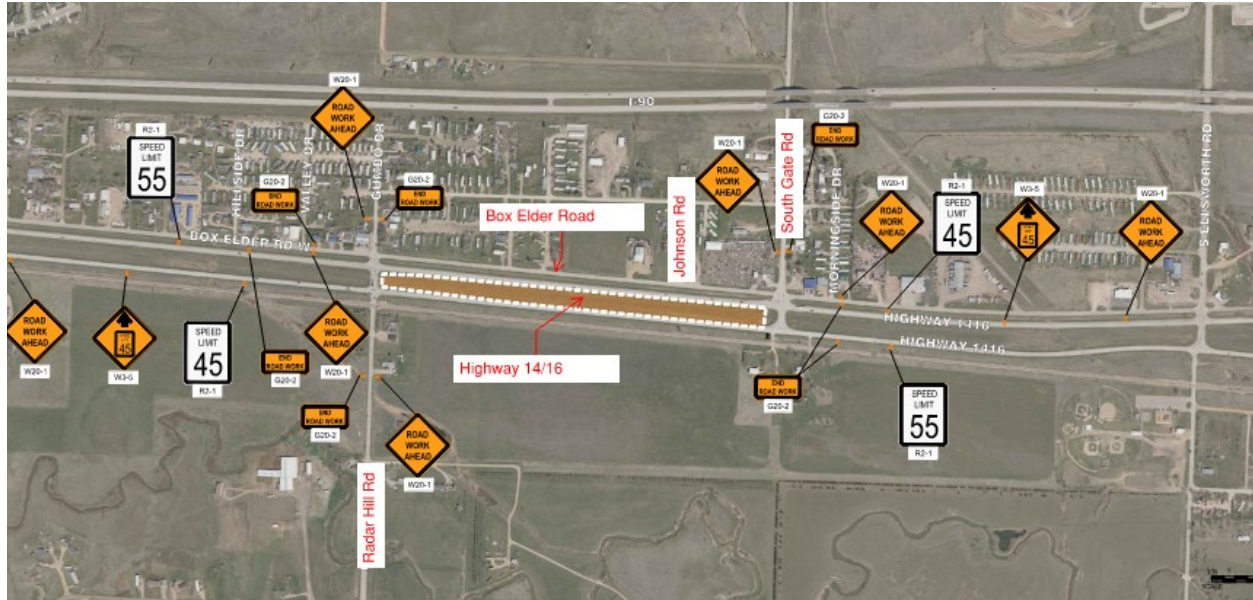 W20-1
ROAD
WORK
AHEAD
I-90
G20-2
END
ROAD WORK
R2-1
SPEED
LIMIT
55
HILLSIDE DR
VALLEY DR
GUMBO DR
G20-2
END
ROAD WORK
G20-2
END
ROAD WORK
Box Elder Road
BOX ELDER RD W
Johnson Rd
W20-1
ROAD
WORK
AHEAD
South Gate Rd
MORNINGSIDE DR
W20-1
ROAD
WORK
AHEAD
R2-1
SPEED
LIMIT
45
W3-5
45
W20-1
ROAD
WORK
AHEAD
S ELLSWORTH RD
HIGHWAY 1416
HIGHWAY 1416
ROAD
WORK
AHEAD
W20-1
45
W3-5
SPEED
LIMIT
45
R2-1
END
ROAD WORK
G20-2
ROAD
WORK
AHEAD
W20-1
Highway 14/16
END
ROAD WORK
G20-2
SPEED
LIMIT
55
R2-1
END
ROAD WORK
G20-2
ROAD
WORK
AHEAD
W20-1
Radar Hill Rd